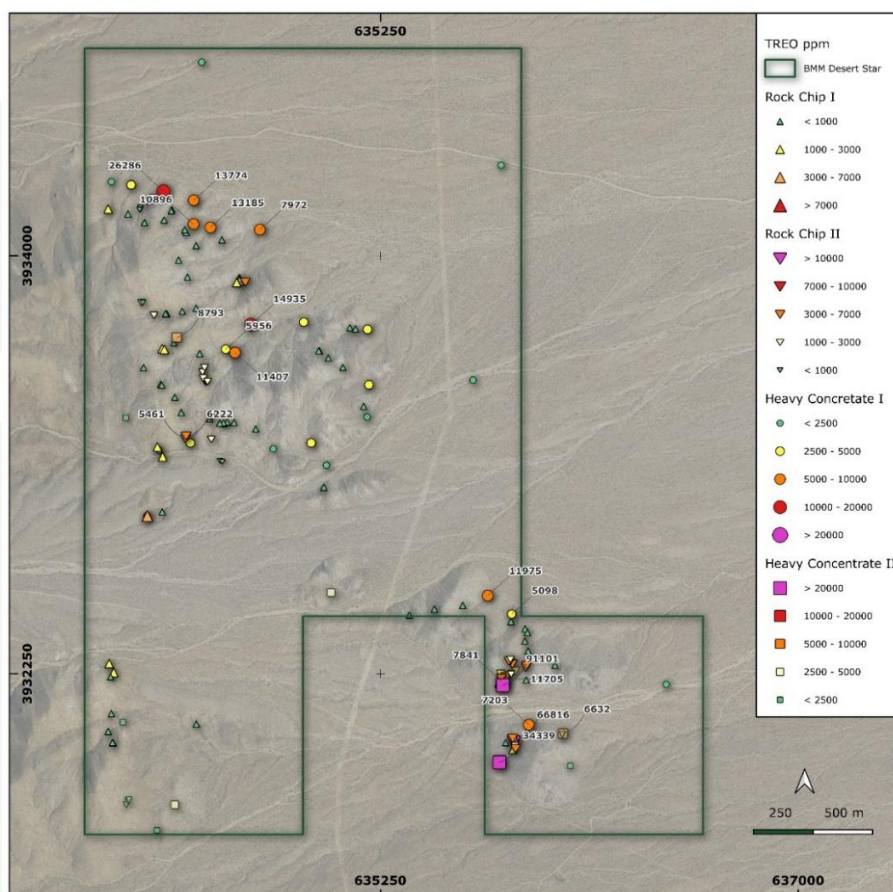 635250
TREO ppm
BMM Desert Star
Rock Chip I
< 1000
1000 - 3000
3000 - 7000
> 7000
Rock Chip II
> 10000
7000 - 10000
3000 - 7000
1000 - 3000
< 1000
Heavy Concretate I
< 2500
2500 - 5000
5000 - 10000
10000 - 20000
> 20000
Heavy Concentrate II
> 20000
10000 - 20000
5000 - 10000
2500 - 5000
< 2500
250 500 m
3934000
3932250
26286
13774
10896
13185
7972
14935
5956
8793
11407
5461
6222
11975
5098
7841
91101
11705
7203
66816
6632
34339
635250
637000